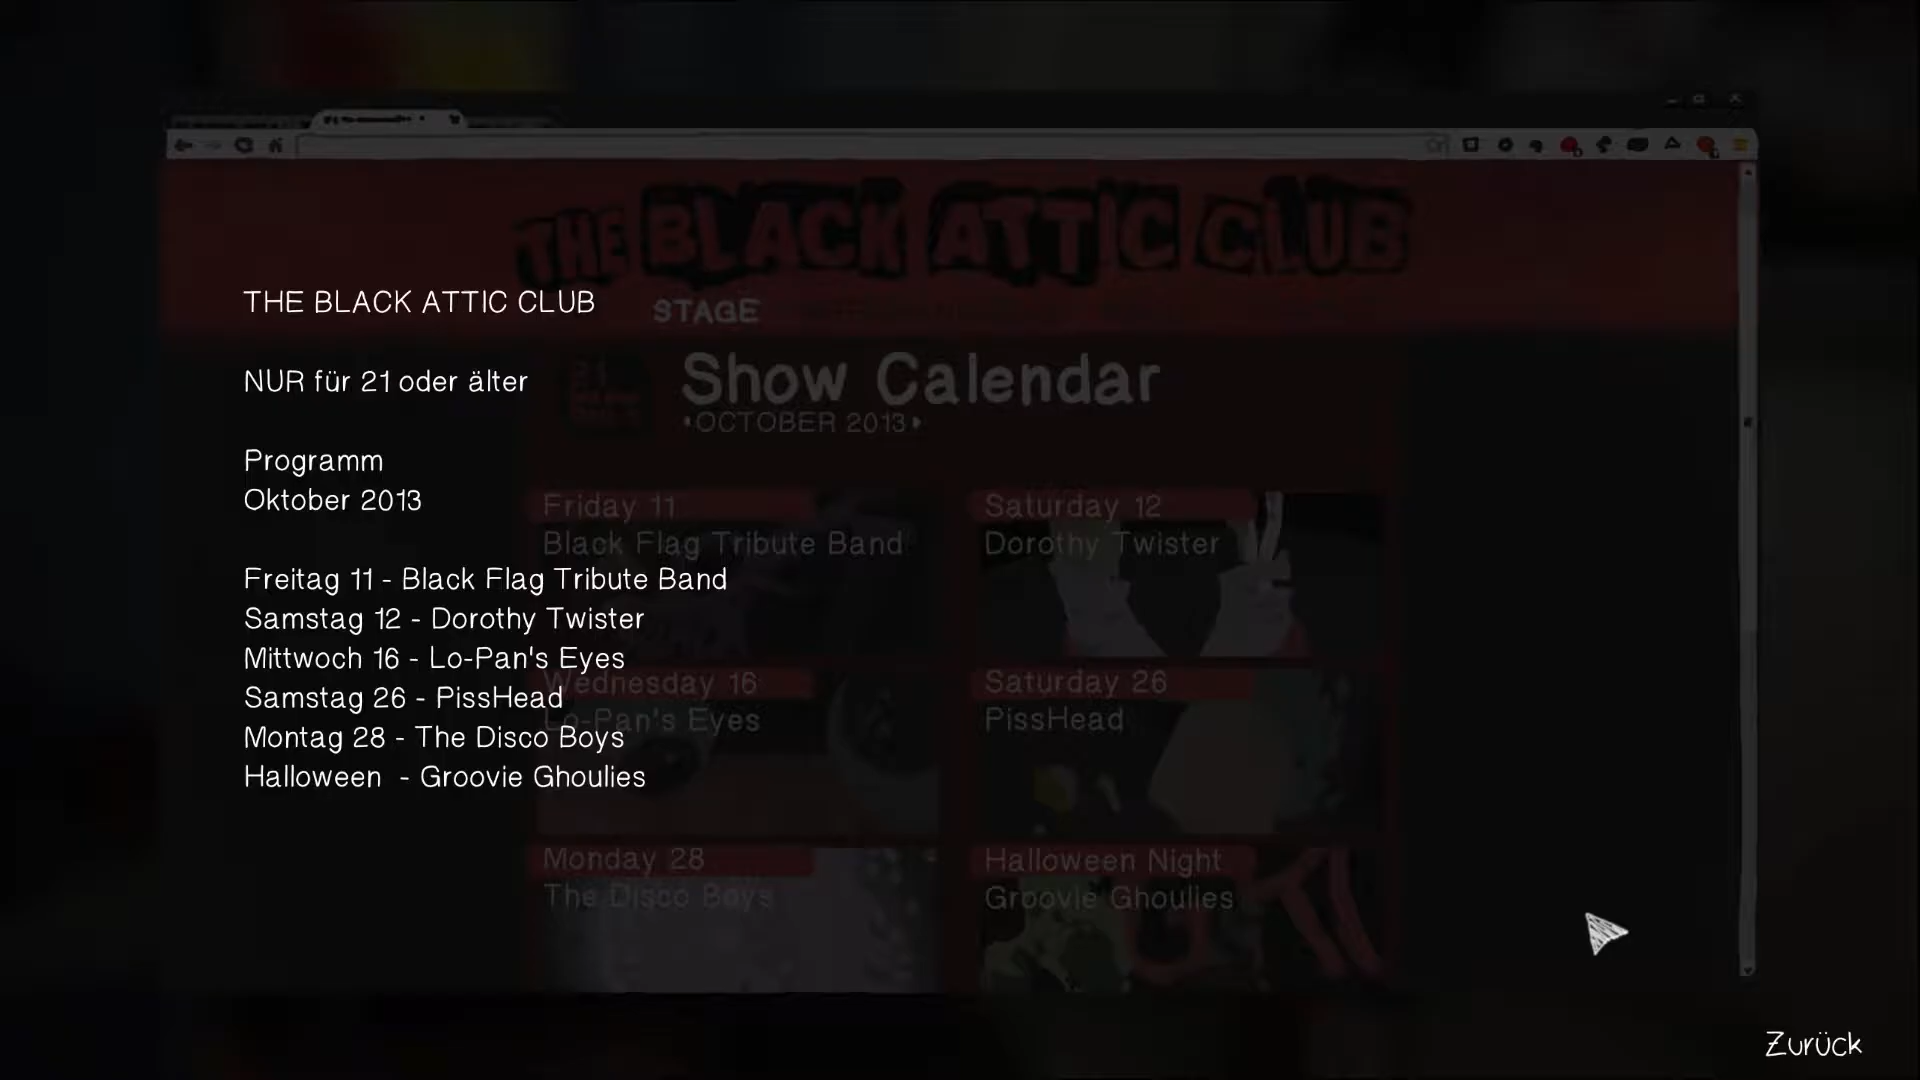 THE BLACK ATTIC CLUB
STAGE
Show Calendar
OCTOBER 2013
Friday 11
Black Flag Tribute Band
Saturday 12
Dorothy Twister
Wednesday 16
Lo-Pan's Eyes
Saturday 26
PissHead
Monday 28
The Disco Boys
Halloween Night
Groovie Ghoulies
THE BLACK ATTIC CLUB
NUR für 21 oder älter
Programm
Oktober 2013
Freitag 11 - Black Flag Tribute Band
Samstag 12 - Dorothy Twister
Mittwoch 16 - Lo-Pan's Eyes
Samstag 26 - PissHead
Montag 28 - The Disco Boys
Halloween - Groovie Ghoulies
Zurück